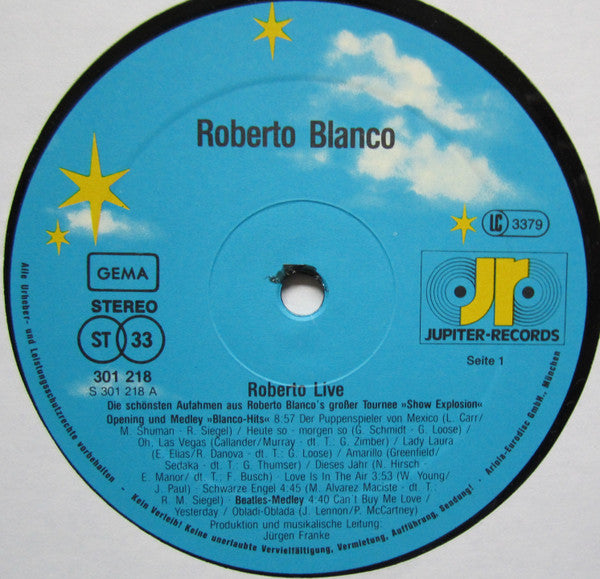 Roberto Blanco
LC 3379
GEMA
STEREO
ST 33
301 218
S 301 218 A
jr
JUPITER-RECORDS
Seite 1
Roberto Live
Die schönsten Aufahmen aus Roberto Blanco's großer Tournee »Show Explosion«
Opening und Medley »Blanco-Hits« 8:57 Der Puppenspieler von Mexico (L. Carr/
M. Shuman - R. Siegel) / Heute so - morgen so (G. Schmidt - G. Loose) /
Oh, Las Vegas (Callander/Murray - dt. T.: G. Zimber) / Lady Laura
(E. Elias/R. Danova - dt. T.: G. Loose) / Amarillo (Greenfield/
Sedaka - dt. T.: G. Thumser) / Dieses Jahr (N. Hirsch -
E. Manor/ dt. T.: F. Busch) - Love Is In The Air 3:53 (W. Young/
J. Paul) - Schwarze Engel 4:45 (M. Alvarez Maciste - dt. T.:
R. M. Siegel) - Beatles-Medley 4:40 Can't Buy Me Love /
Yesterday / Obladi-Oblada (J. Lennon/P. McCartney)
Produktion und musikalische Leitung:
Jürgen Franke
Alle Urheber- und Leistungsschutzrechte vorbehalten - Kein Verleih! Keine unerlaubte Vervielfältigung, Vermietung, Aufführung, Sendung! - Ariola-Eurodisc GmbH., München